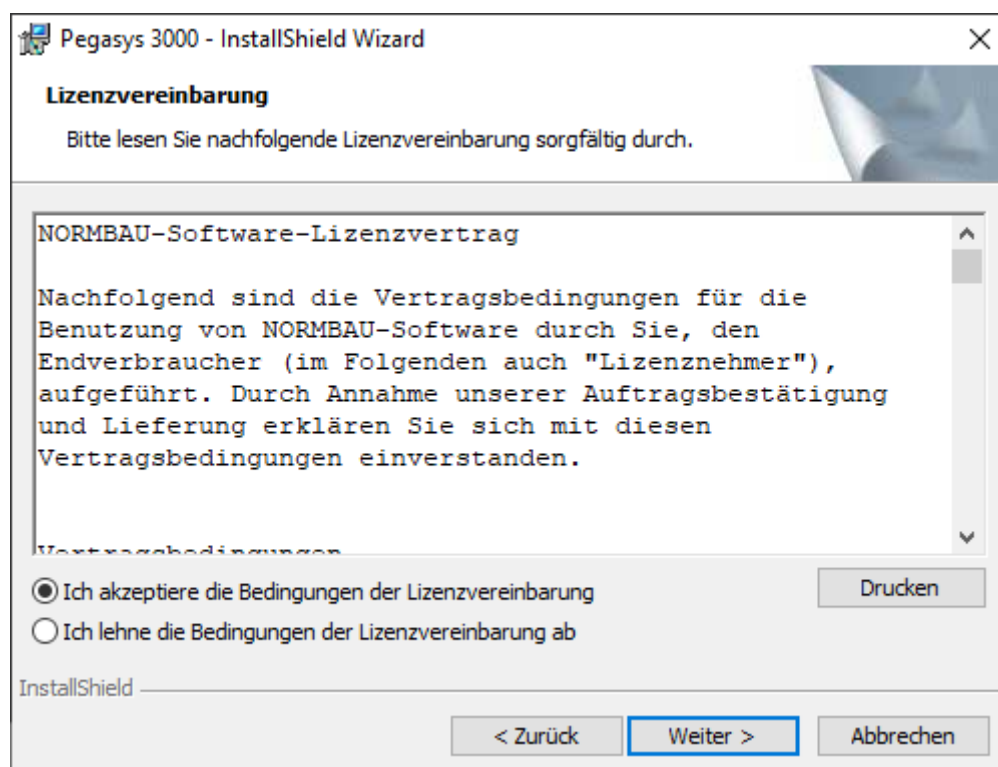 Pegasys 3000 - InstallShield Wizard
Lizenzvereinbarung
Bitte lesen Sie nachfolgende Lizenzvereinbarung sorgfältig durch.
NORMBAU-Software-Lizenzvertrag
Nachfolgend sind die Vertragsbedingungen für die
Benutzung von NORMBAU-Software durch Sie, den
Endverbraucher (im Folgenden auch "Lizenznehmer"),
aufgeführt. Durch Annahme unserer Auftragsbestätigung
und Lieferung erklären Sie sich mit diesen
Vertragsbedingungen einverstanden.
Vertragsbedingungen
Ich akzeptiere die Bedingungen der Lizenzvereinbarung
Drucken
Ich lehne die Bedingungen der Lizenzvereinbarung ab
InstallShield
< Zurück Weiter > Abbrechen